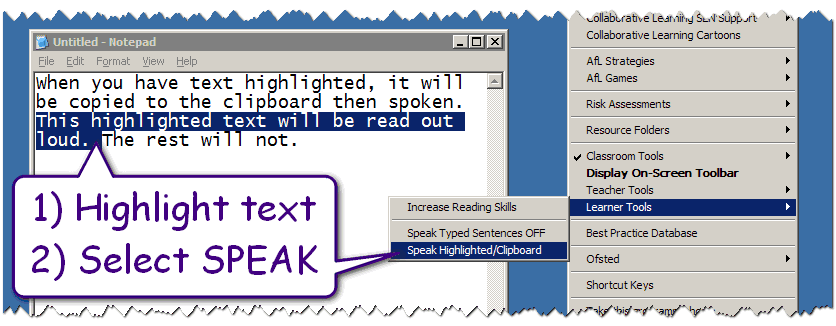 Untitled - Notepad
File Edit Format View Help
When you have text highlighted, it will
be copied to the clipboard then spoken.
This highlighted text will be read out
loud. The rest will not.
1) Highlight text
2) Select SPEAK
Increase Reading Skills
Speak Typed Sentences OFF
Speak Highlighted/Clipboard
Collaborative Learning SEN Support
Collaborative Learning Cartoons
AfL Strategies
AfL Games
Risk Assessments
Resource Folders
Classroom Tools
Display On-Screen Toolbar
Teacher Tools
Learner Tools
Best Practice Database
Ofsted
Shortcut Keys